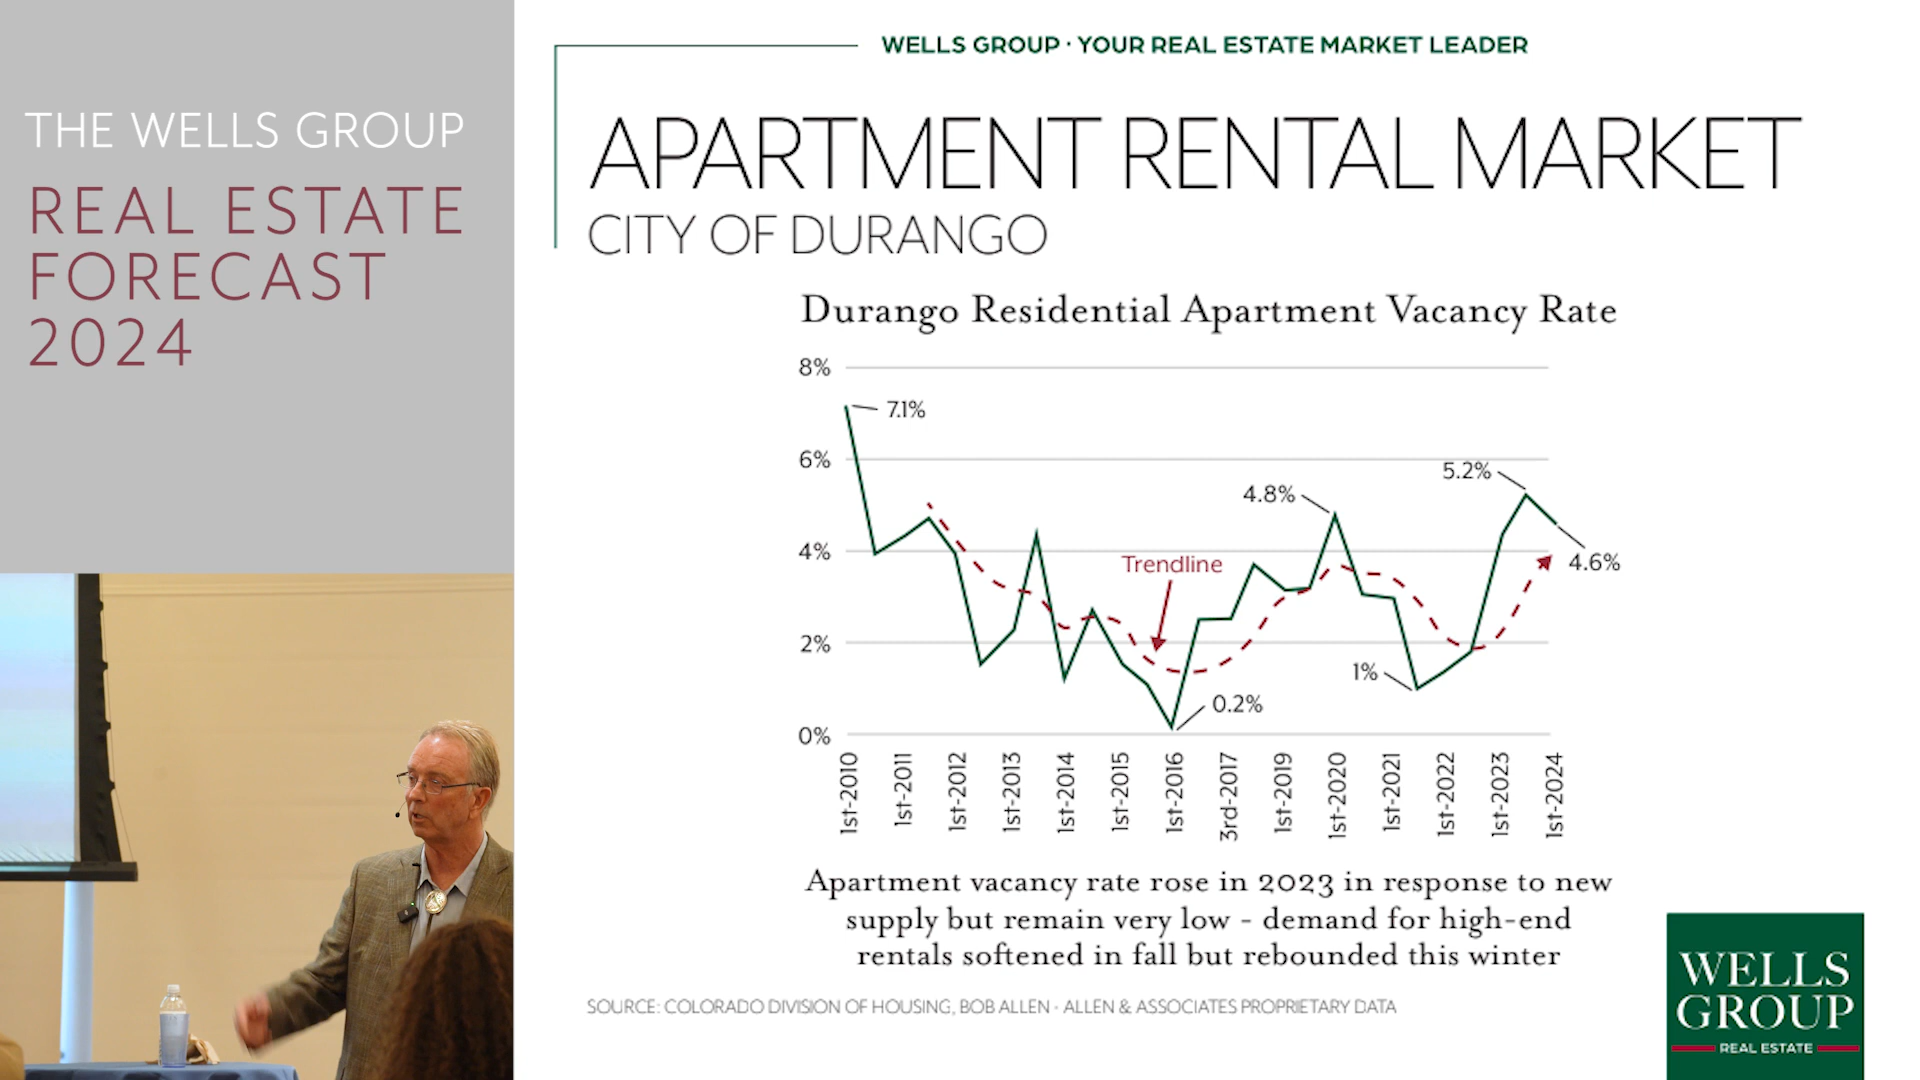 THE WELLS GROUP
REAL ESTATE
FORECAST
2024
WELLS GROUP · YOUR REAL ESTATE MARKET LEADER
APARTMENT RENTAL MARKET
CITY OF DURANGO
Durango Residential Apartment Vacancy Rate
8%
7.1%
6%
5.2%
4.8%
4%
Trendline
4.6%
2%
1%
0.2%
0%
1st-2010
1st-2011
1st-2012
1st-2013
1st-2014
1st-2015
1st-2016
3rd-2017
1st-2019
1st-2020
1st-2021
1st-2022
1st-2023
1st-2024
Apartment vacancy rate rose in 2023 in response to new
supply but remain very low - demand for high-end
rentals softened in fall but rebounded this winter
SOURCE: COLORADO DIVISION OF HOUSING, BOB ALLEN - ALLEN & ASSOCIATES PROPRIETARY DATA
WELLS
GROUP
REAL ESTATE